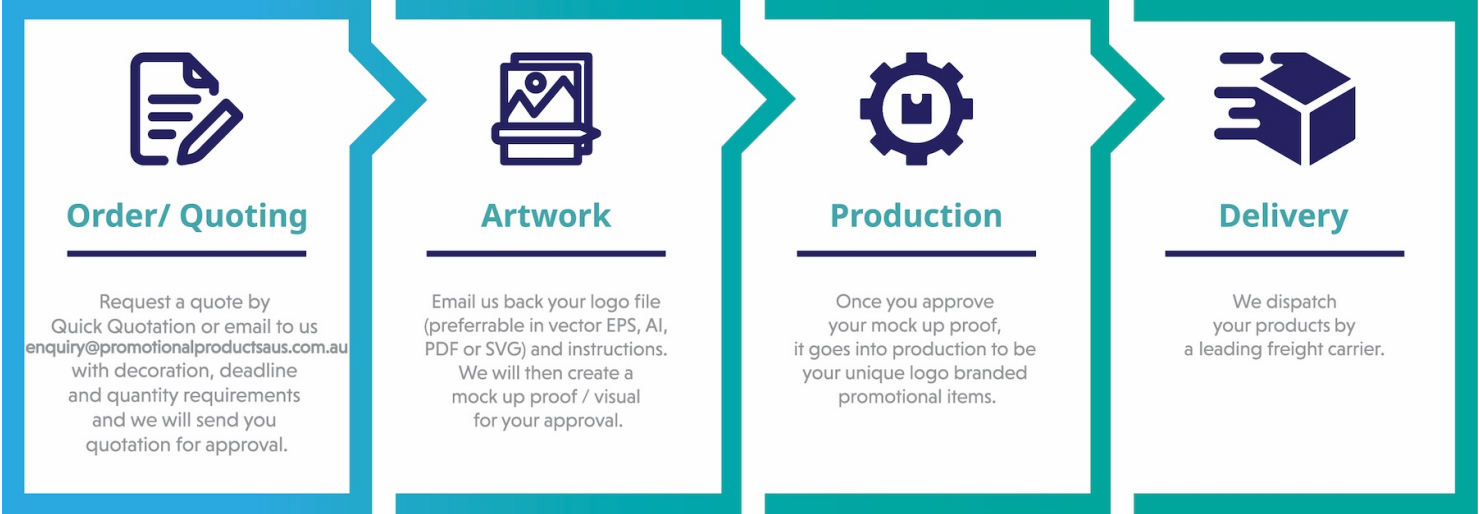 Order/ Quoting
Request a quote by
Quick Quotation or email to us
enquiry@promotionalproductsaus.com.au
with decoration, deadline
and quantity requirements
and we will send you
quotation for approval.
Artwork
Email us back your logo file
(preferrable in vector EPS, AI,
PDF or SVG) and instructions.
We will then create a
mock up proof / visual
for your approval.
Production
Once you approve
your mock up proof,
it goes into production to be
your unique logo branded
promotional items.
Delivery
We dispatch
your products by
a leading freight carrier.